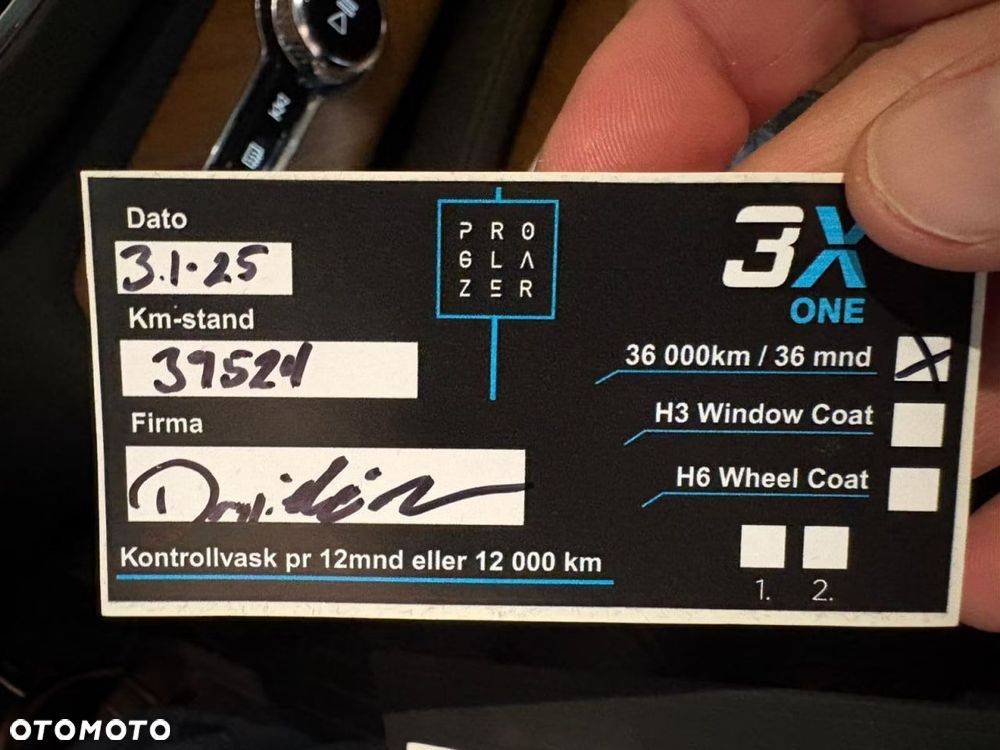 Dato
3.1.25
Km-stand
39524
Firma
Kontrollvask pr 12mnd eller 12 000 km
PRO
GLA
ZER
3X
ONE
36 000km / 36 mnd
H3 Window Coat
H6 Wheel Coat
1. 2.
OTOMOTO